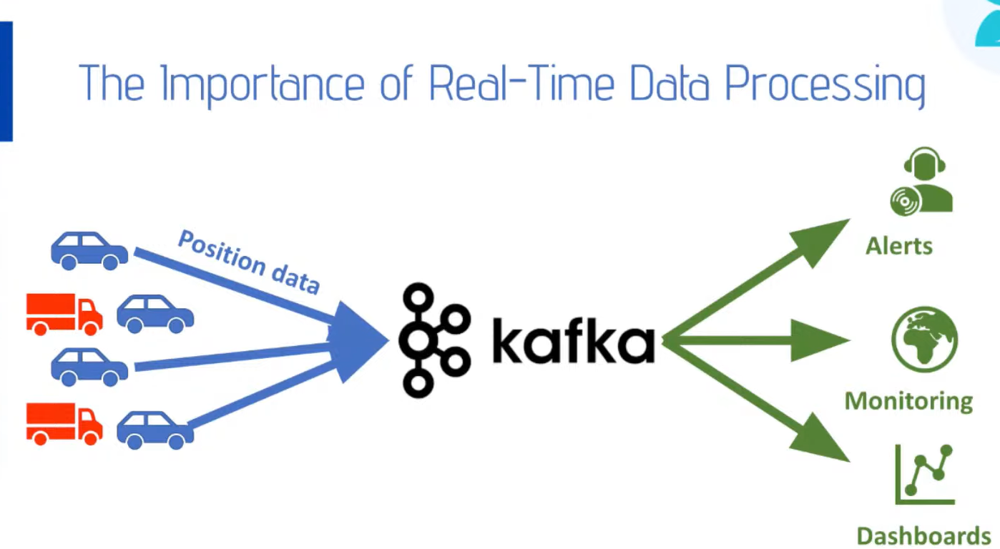 The Importance of Real-Time Data Processing
Position data
kafka
Alerts
Monitoring
Dashboards